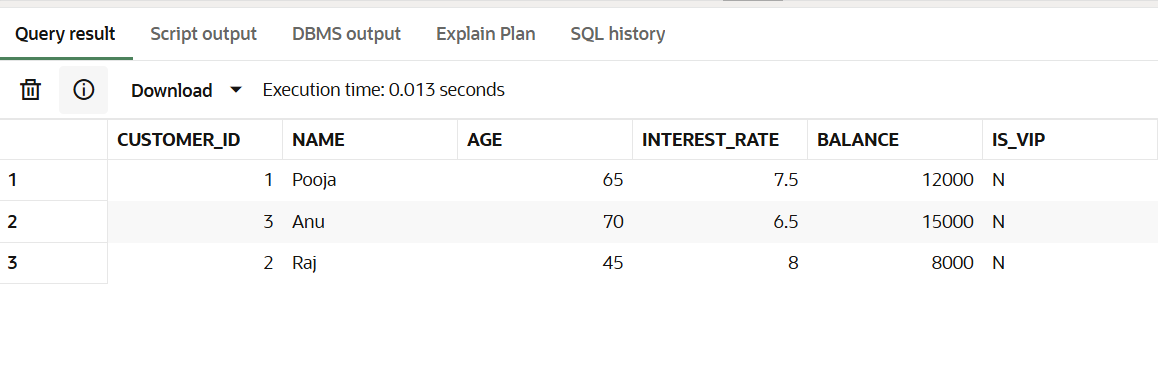 Query result Script output DBMS output Explain Plan SQL history
Download Execution time: 0.013 seconds
CUSTOMER_ID NAME AGE INTEREST_RATE BALANCE IS_VIP
1 1 Pooja 65 7.5 12000 N
2 3 Anu 70 6.5 15000 N
3 2 Raj 45 8 8000 N